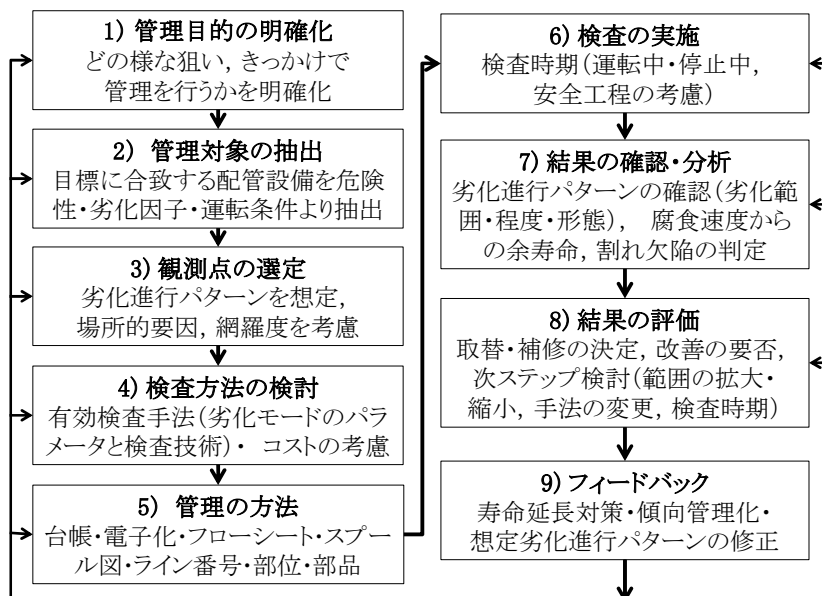 1) 管理目的の明確化
どの様な狙い, きっかけで
管理を行うかを明確化
2) 管理対象の抽出
目標に合致する配管設備を危険
性・劣化因子・運転条件より抽出
3) 観測点の選定
劣化進行パターンを想定,
場所的要因, 網羅度を考慮
4) 検査方法の検討
有効検査手法(劣化モードのパラ
メータと検査技術)・ コストの考慮
5) 管理の方法
台帳・電子化・フローシート・スプー
ル図・ライン番号・部位・部品
6) 検査の実施
検査時期(運転中・停止中,
安全工程の考慮)
7) 結果の確認・分析
劣化進行パターンの確認(劣化範
囲・程度・形態), 腐食速度から
の余寿命, 割れ欠陥の判定
8) 結果の評価
取替・補修の決定, 改善の要否,
次ステップ検討(範囲の拡大・
縮小, 手法の変更, 検査時期)
9) フィードバック
寿命延長対策・傾向管理化・
想定劣化進行パターンの修正